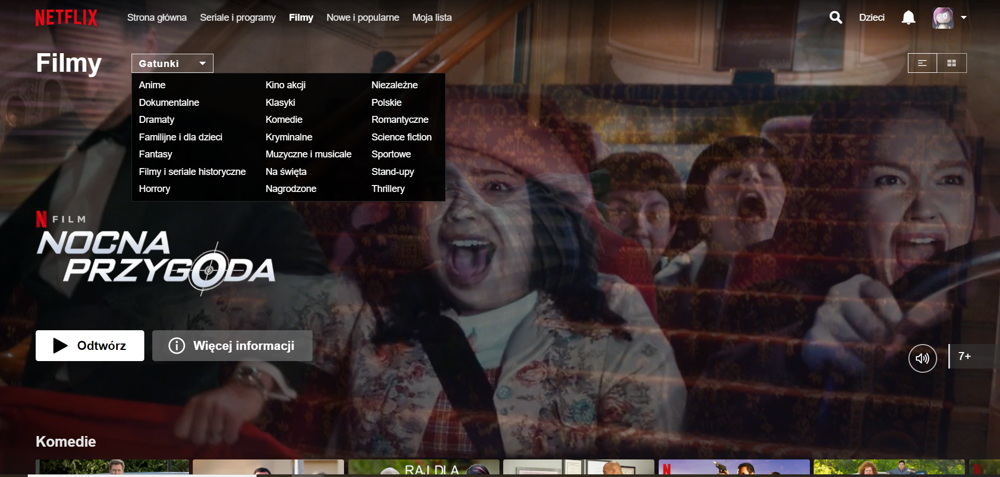 NETFLIX Strona główna Seriale i programy Filmy Nowe i popularne Moja lista Dzieci
Filmy Gatunki
Anime Kino akcji Niezależne
Dokumentalne Klasyki Polskie
Dramaty Komedie Romantyczne
Familijne i dla dzieci Kryminalne Science fiction
Fantasy Muzyczne i musicale Sportowe
Filmy i seriale historyczne Na święta Stand-upy
Horrory Nagrodzone Thrillery
N FILM
NOCNA
PRZYGODA
Odtwórz Więcej informacji
7+
Komedie
RAJ DLA
N N